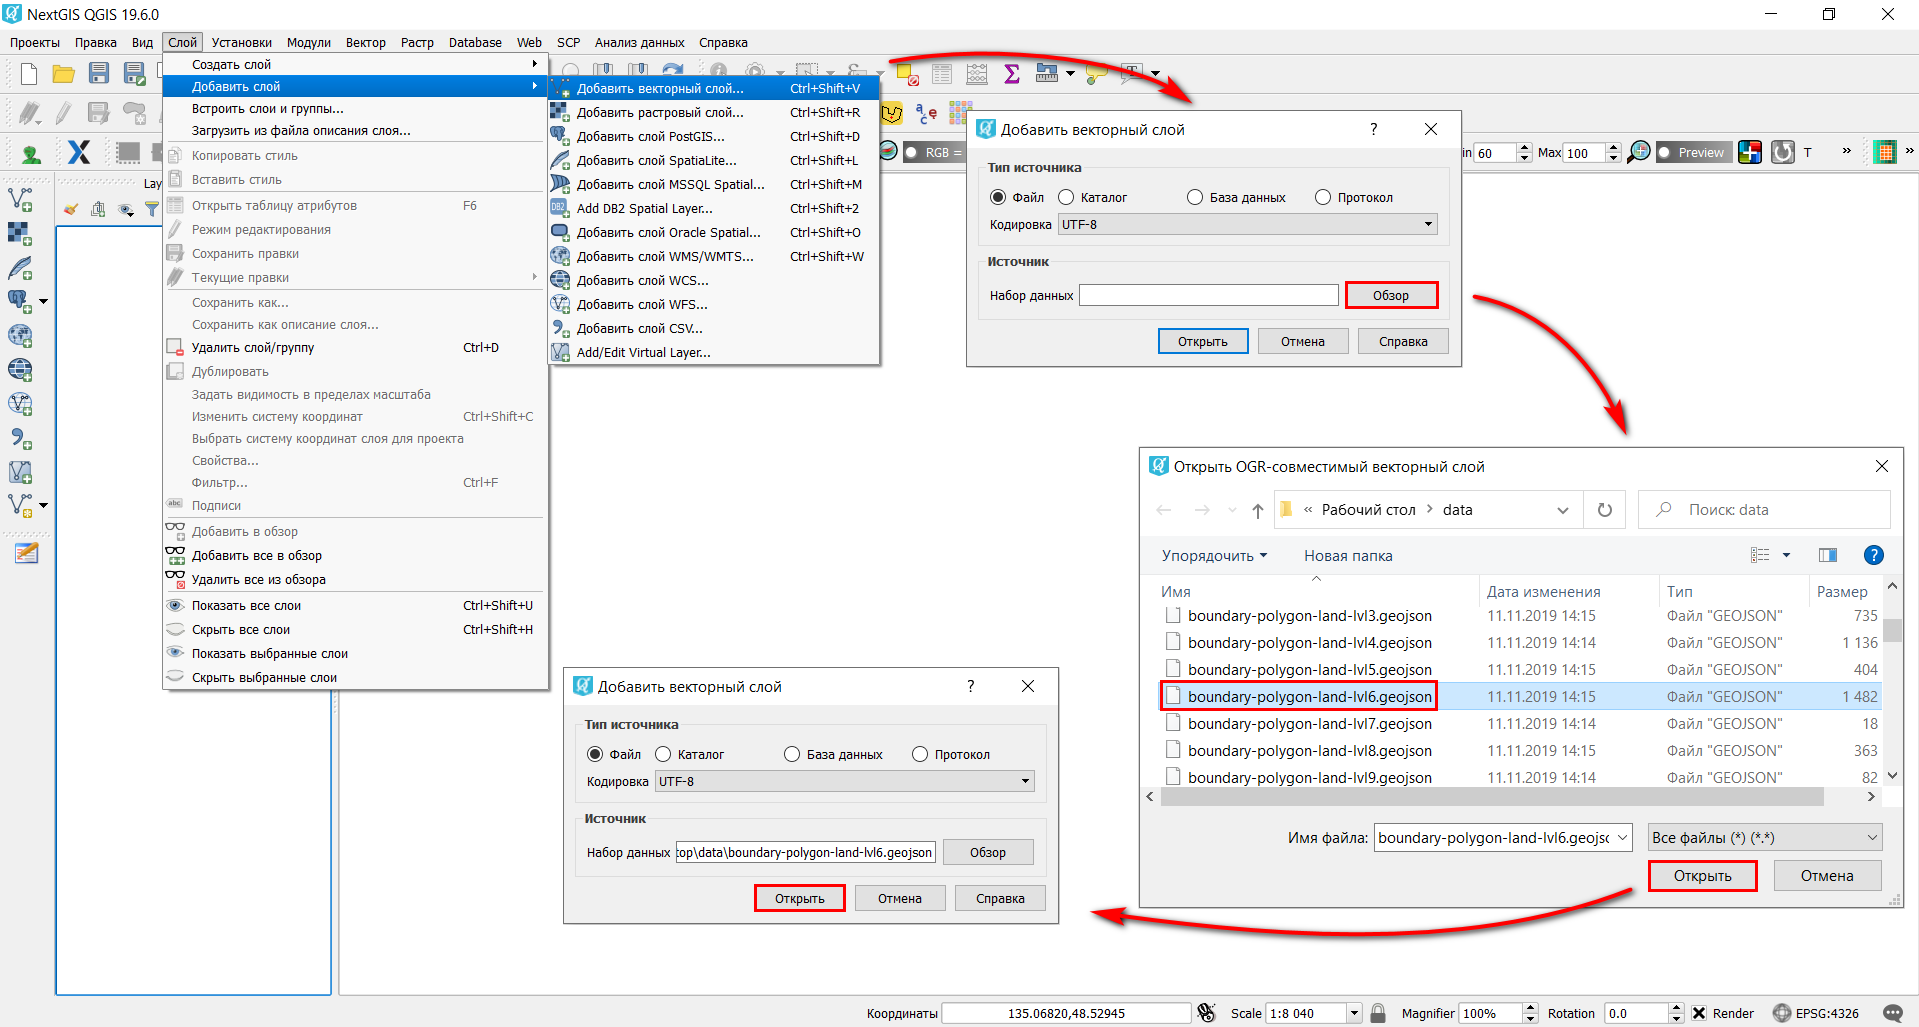 NextGIS QGIS 19.6.0
Проекты Правка Вид Слой Установки Модули Вектор Растр Database Web SCP Анализ данных Справка
Создать слой
Добавить слой
Встроить слои и группы...
Загрузить из файла описания слоя...
Копировать стиль
Вставить стиль
Открыть таблицу атрибутов F6
Режим редактирования
Сохранить правки
Текущие правки
Сохранить как...
Сохранить как описание слоя...
Удалить слой/группу Ctrl+D
Дублировать
Задать видимость в пределах масштаба
Изменить систему координат Ctrl+Shift+C
Выбрать систему координат слоя для проекта
Свойства...
Фильтр... Ctrl+F
abc Подписи
Добавить в обзор
Добавить все в обзор
Удалить все из обзора
Показать все слои Ctrl+Shift+U
Скрыть все слои Ctrl+Shift+H
Показать выбранные слои
Скрыть выбранные слои
Lay
Добавить векторный слой... Ctrl+Shift+V
Добавить растровый слой... Ctrl+Shift+R
Добавить слой PostGIS... Ctrl+Shift+D
Добавить слой SpatiaLite... Ctrl+Shift+L
Добавить слой MSSQL Spatial... Ctrl+Shift+M
DB2 Add DB2 Spatial Layer... Ctrl+Shift+2
Добавить слой Oracle Spatial... Ctrl+Shift+O
Добавить слой WMS/WMTS... Ctrl+Shift+W
Добавить слой WCS...
Добавить слой WFS...
Добавить слой CSV...
Add/Edit Virtual Layer...
RGB =
in 60 Max 100 Preview T » »
Добавить векторный слой ?
Тип источника
Файл Каталог База данных Протокол
Кодировка UTF-8
Источник
Набор данных Обзор
Открыть Отмена Справка
Открыть OGR-совместимый векторный слой
« Рабочий стол > data Поиск: data
Упорядочить Новая папка ?
Имя Дата изменения Тип Размер
boundary-polygon-land-lvl3.geojson 11.11.2019 14:15 Файл "GEOJSON" 735
boundary-polygon-land-lvl4.geojson 11.11.2019 14:14 Файл "GEOJSON" 1 136
boundary-polygon-land-lvl5.geojson 11.11.2019 14:15 Файл "GEOJSON" 404
boundary-polygon-land-lvl6.geojson 11.11.2019 14:15 Файл "GEOJSON" 1 482
boundary-polygon-land-lvl7.geojson 11.11.2019 14:14 Файл "GEOJSON" 18
boundary-polygon-land-lvl8.geojson 11.11.2019 14:15 Файл "GEOJSON" 363
boundary-polygon-land-lvl9.geojson 11.11.2019 14:14 Файл "GEOJSON" 82
Имя файла: boundary-polygon-land-lvl6.geojsc Все файлы (*) (*.*)
Открыть Отмена
Добавить векторный слой ?
Тип источника
Файл Каталог База данных Протокол
Кодировка UTF-8
Источник
Набор данных top\data\boundary-polygon-land-lvl6.geojson Обзор
Открыть Отмена Справка
Координаты 135.06820,48.52945 Scale 1:8 040 Magnifier 100% Rotation 0.0 Render EPSG:4326